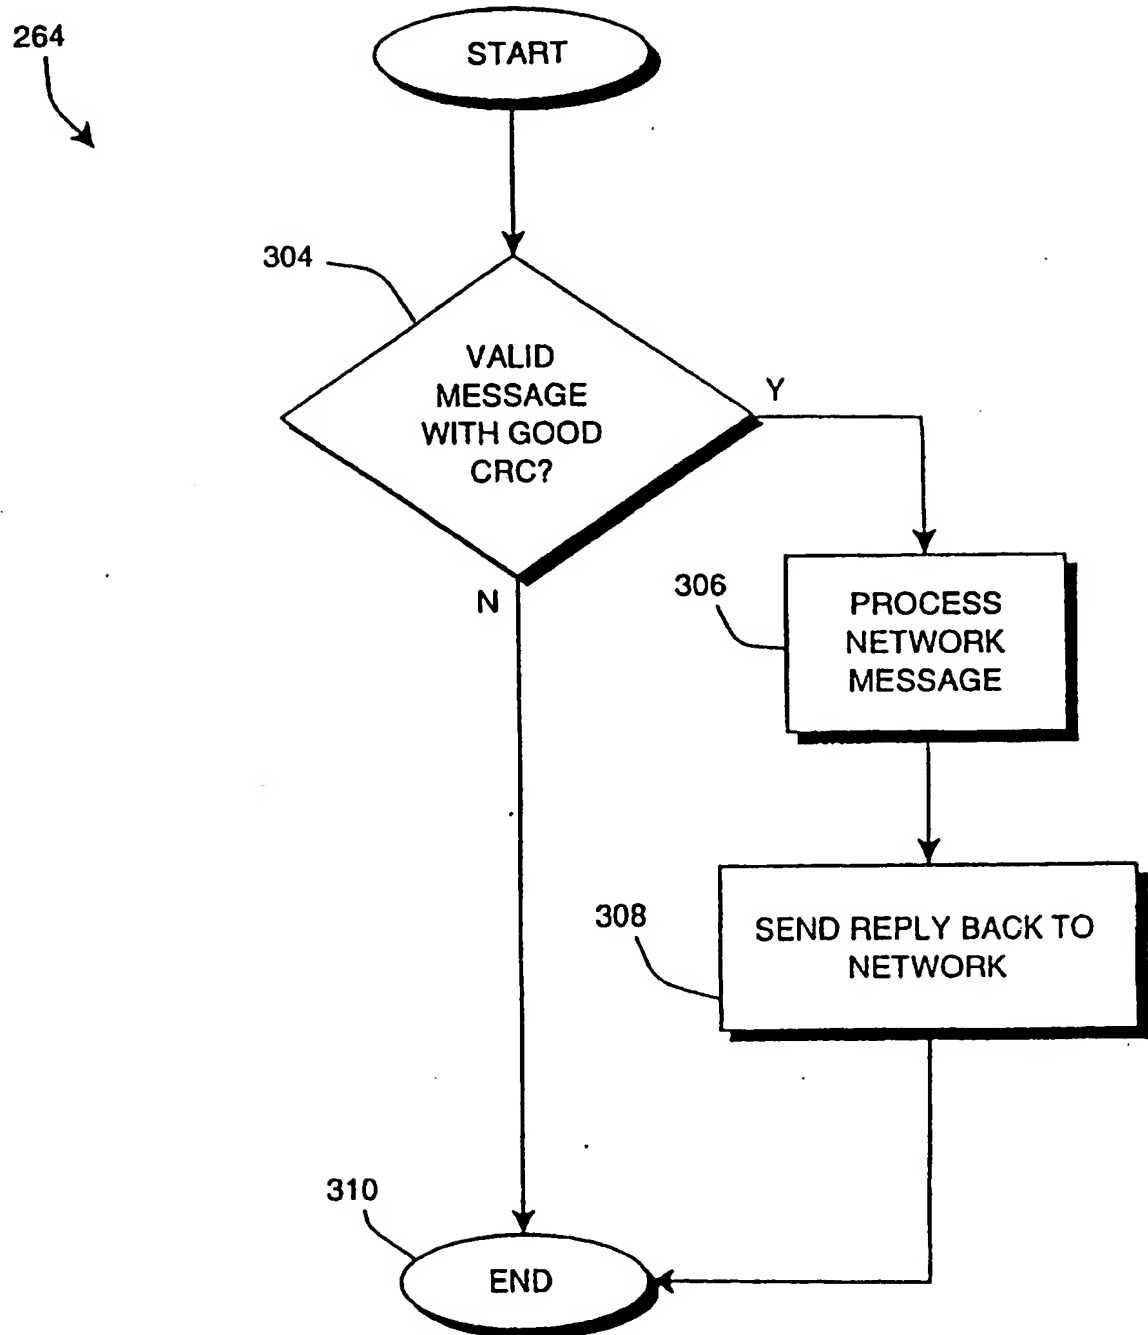 264
START
304
VALID
MESSAGE
WITH GOOD
CRC?
Y
N
306
PROCESS
NETWORK
MESSAGE
308
SEND REPLY BACK TO
NETWORK
310
END